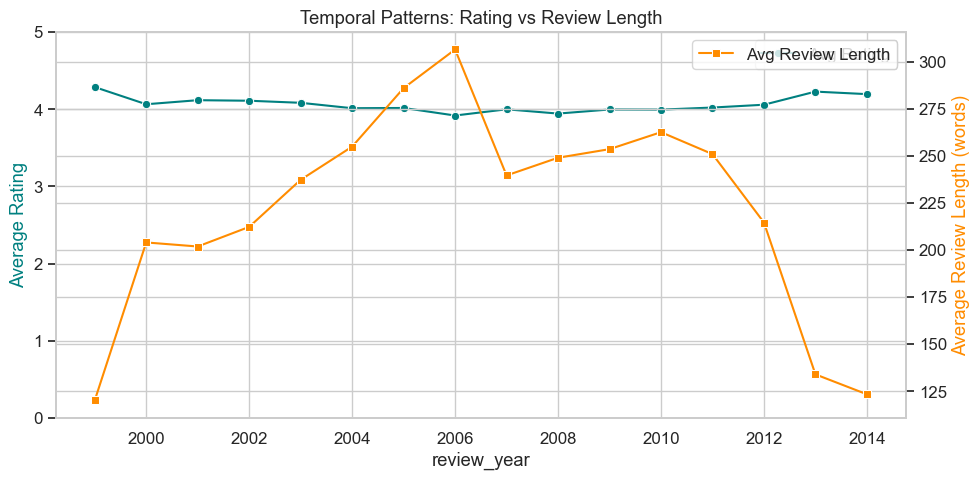 Temporal Patterns: Rating vs Review Length
Avg Review Length
5
4
3
2
1
0
Average Rating
300
275
250
225
200
175
150
125
Average Review Length (words)
2000 2002 2004 2006 2008 2010 2012 2014
review_year